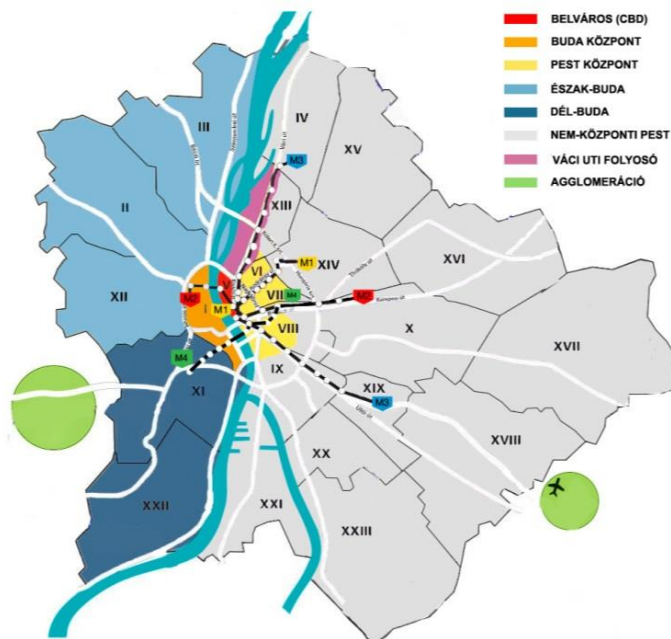 BELVÁROS (CBD)
BUDA KÖZPONT
PEST KÖZPONT
ÉSZAK-BUDA
DÉL-BUDA
NEM-KÖZPONTI PEST
VÁCI UTI FOLYOSÓ
AGGLOMERÁCIÓ
III
IV
XV
M3
II
XIII
XII
VI
M1
XIV
XVI
V
M2
M1
VII
M4
M2
I
VIII
X
XVII
M4
XI
IX
XIX
M3
XVIII
XX
XXII
XXI
XXIII